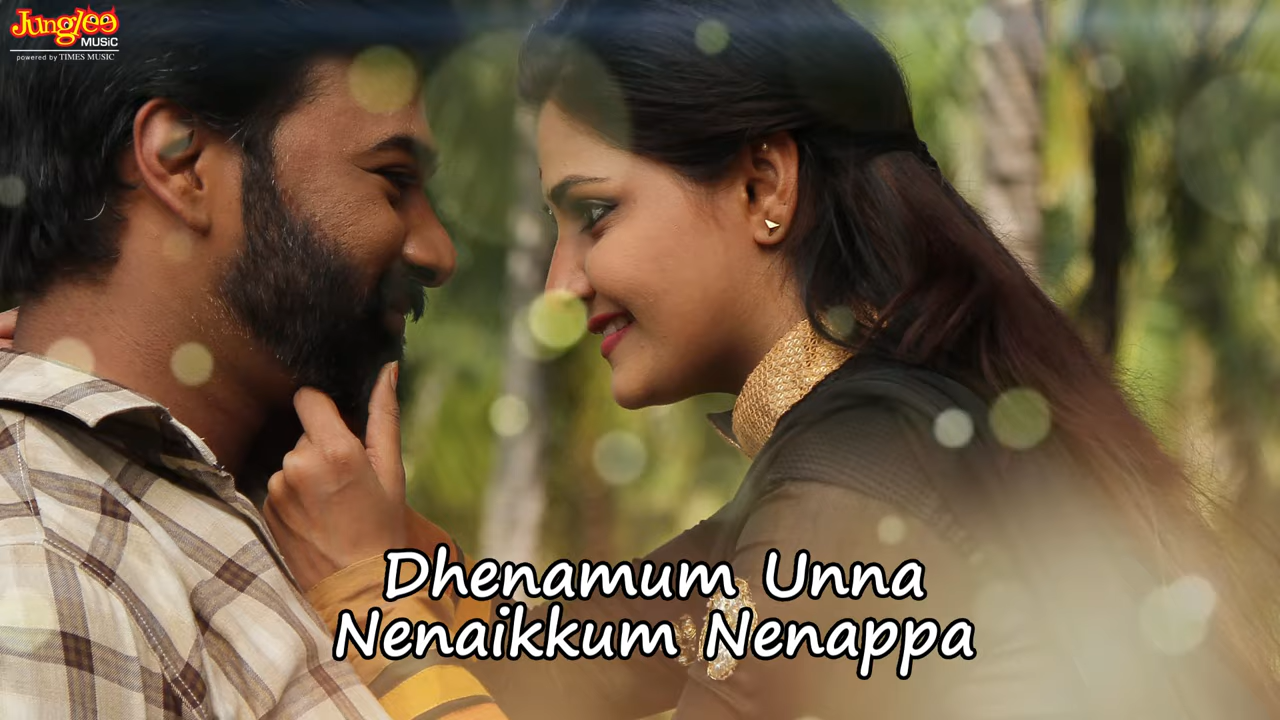 Junglee
MUSiC
powered by TIMES MUSIC
Dhenamum Unna
Nenaikkum Nenappa